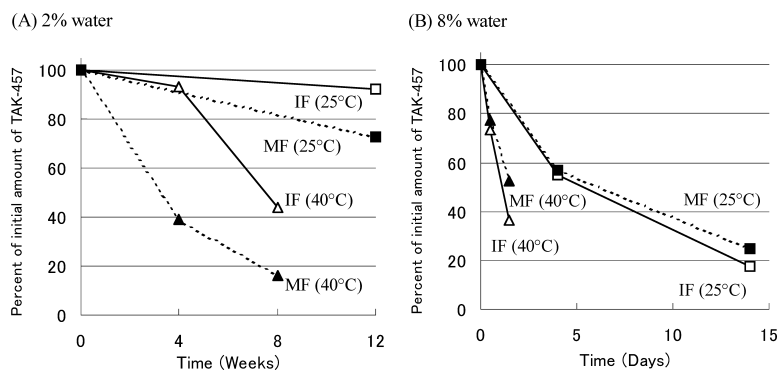 (A) 2% water
Percent of initial amount of TAK-457
100
80
60
40
20
0
0 4 8 12
Time (Weeks)
IF (25°C)
MF (25°C)
IF (40°C)
MF (40°C)
(B) 8% water
Percent of initial amount of TAK-457
100
80
60
40
20
0
0 5 10 15
Time (Days)
MF (40°C)
MF (25°C)
IF (40°C)
IF (25°C)